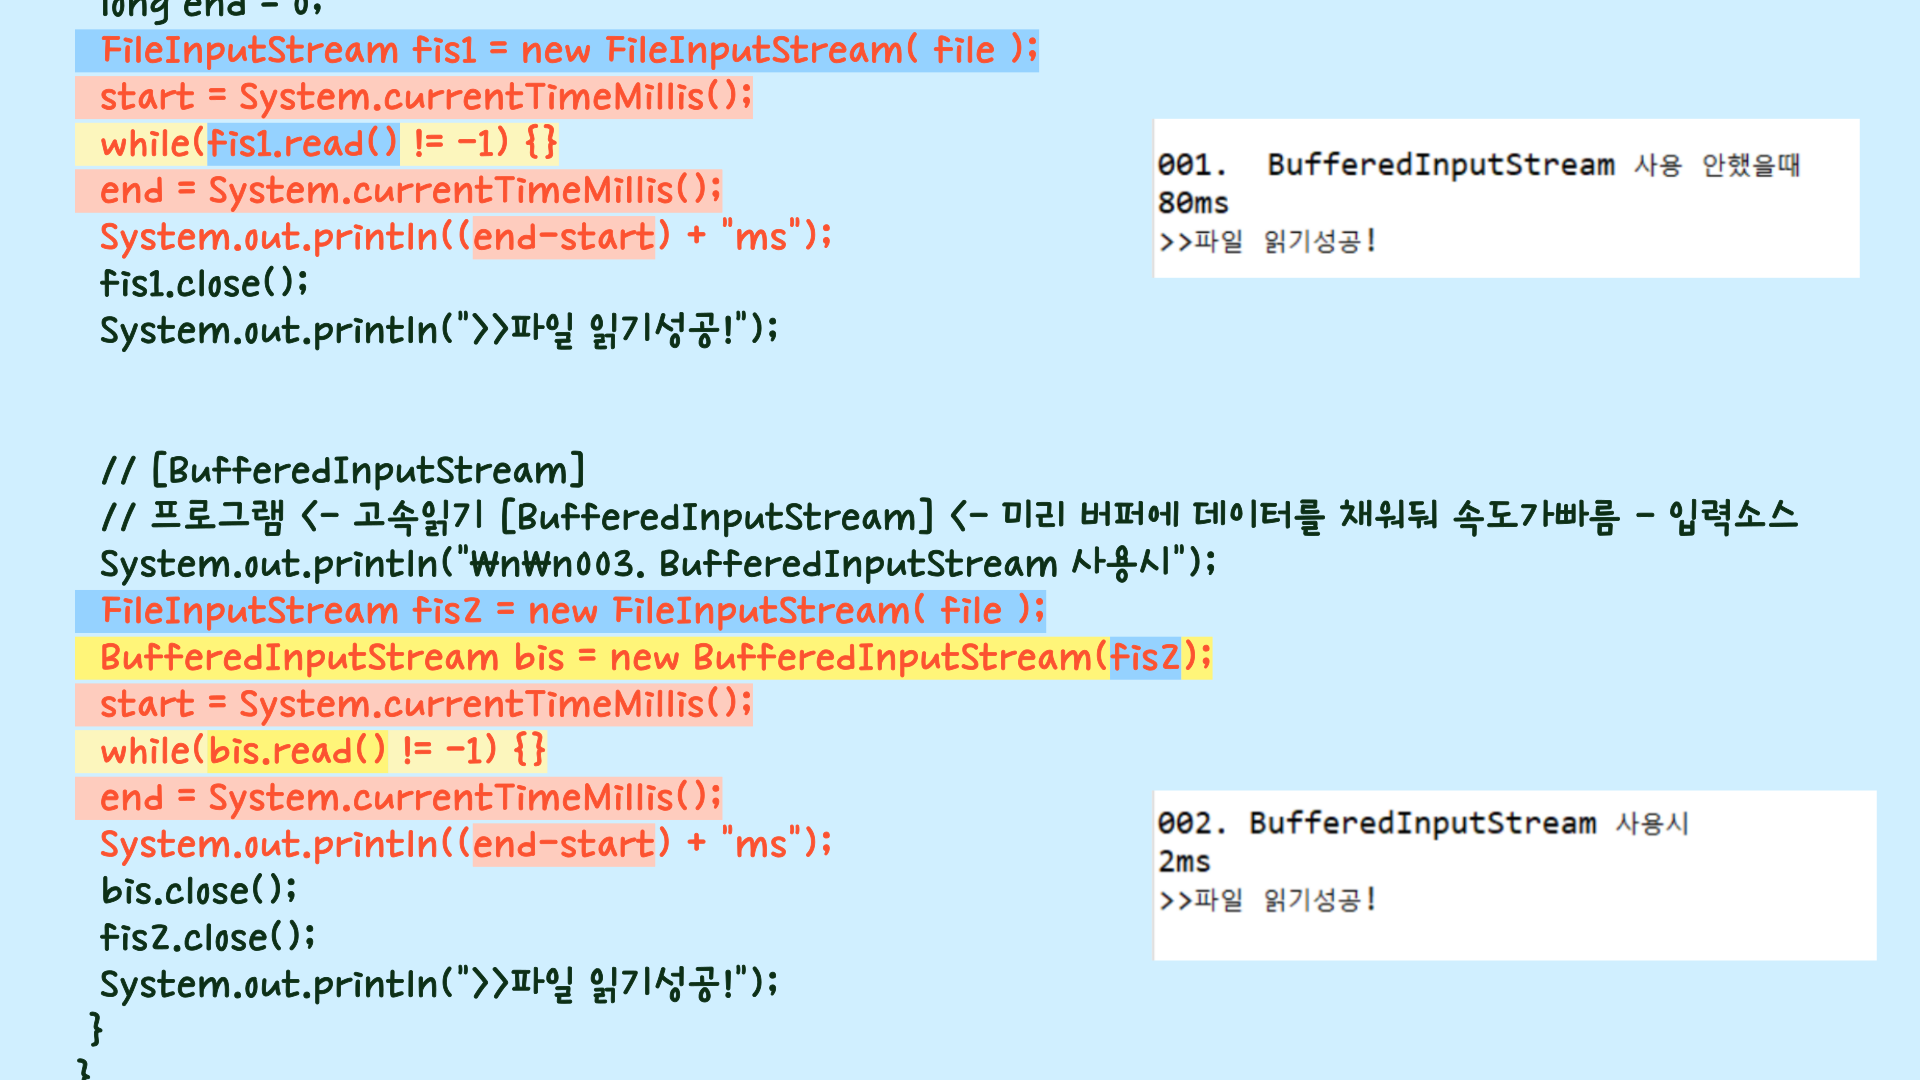 long end = 0;
FileInputStream fis1 = new FileInputStream( file );
start = System.currentTimeMillis();
while(fis1.read() != -1) {}
end = System.currentTimeMillis();
System.out.println((end-start) + "ms");
fis1.close();
System.out.println(">>파일 읽기성공!");
001.  BufferedInputStream 사용 안했을때
80ms
>>파일 읽기성공!
// [BufferedInputStream]
// 프로그램 <- 고속읽기 [BufferedInputStream] <- 미리 버퍼에 데이터를 채워둬 속도가빠름 - 입력소스
System.out.println("₩n₩n003. BufferedInputStream 사용시");
FileInputStream fis2 = new FileInputStream( file );
BufferedInputStream bis = new BufferedInputStream(fis2);
start = System.currentTimeMillis();
while(bis.read() != -1) {}
end = System.currentTimeMillis();
System.out.println((end-start) + "ms");
bis.close();
fis2.close();
System.out.println(">>파일 읽기성공!");
}
}
002. BufferedInputStream 사용시
2ms
>>파일 읽기성공!